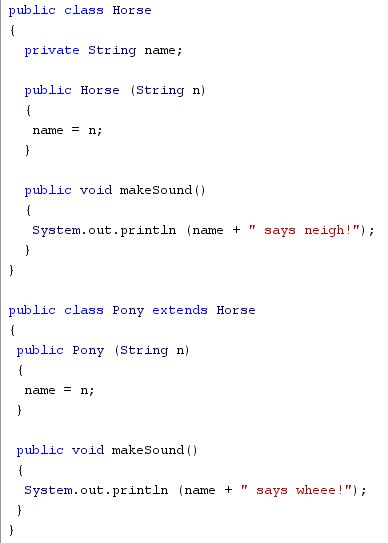 public class Horse
{
  private String name;

  public Horse (String n)
  {
   name = n;
  }

  public void makeSound()
  {
   System.out.println (name + " says neigh!");
  }
}

public class Pony extends Horse
{
 public Pony (String n)
 {
  name = n;
 }

 public void makeSound()
 {
  System.out.println (name + " says wheee!");
 }
}